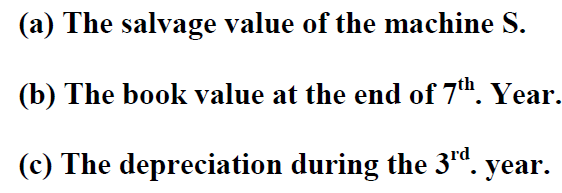 (a) The salvage value of the machine S.
(b) The book value at the end of 7th. Year.
(c) The depreciation during the 3rd. year.